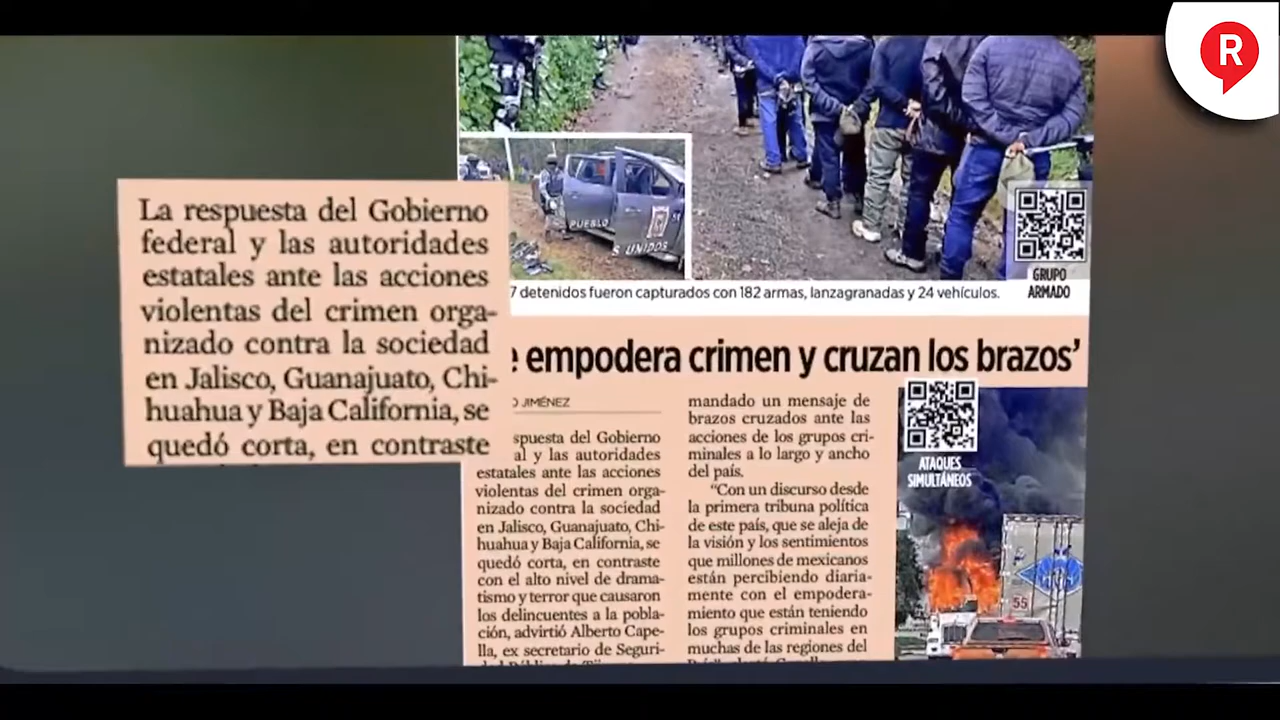 R
La respuesta del Gobierno
federal y las autoridades
estatales ante las acciones
violentas del crimen orga-
nizado contra la sociedad
en Jalisco, Guanajuato, Chi-
huahua y Baja California, se
quedó corta, en contraste
PUEBLO
S UNIDOS
GRUPO
ARMADO
7 detenidos fueron capturados con 182 armas, lanzagranadas y 24 vehículos.
empodera crimen y cruzan los brazos’
JIMÉNEZ
spuesta del Gobierno
al y las autoridades
estatales ante las acciones
violentas del crimen orga-
nizado contra la sociedad
en Jalisco, Guanajuato, Chi-
huahua y Baja California, se
quedó corta, en contraste
con el alto nivel de drama-
tismo y terror que causaron
los delincuentes a la pobla-
ción, advirtió Alberto Cape-
lla, ex secretario de Seguri-
mandado un mensaje de
brazos cruzados ante las
acciones de los grupos cri-
minales a lo largo y ancho
del país.
“Con un discurso desde
la primera tribuna política
de este país, que se aleja de
la visión y los sentimientos
que millones de mexicanos
están percibiendo diaria-
mente con el empodera-
miento que están teniendo
los grupos criminales en
muchas de las regiones del
ATAQUES
SIMULTÁNEOS
55